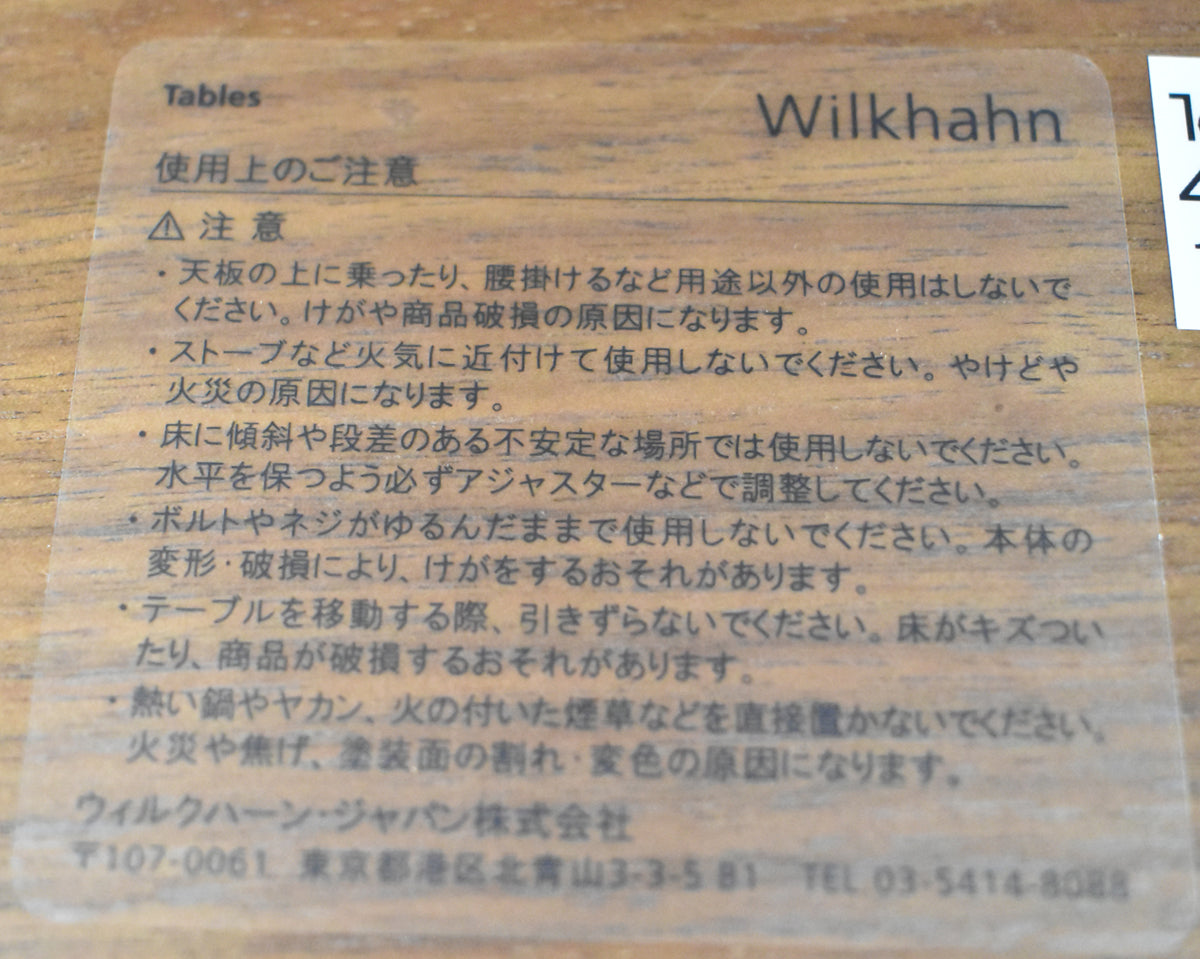 Tables
Wilkhahn
使用上のご注意
⚠ 注 意
・天板の上に乗ったり、腰掛けるなど用途以外の使用はしないで
ください。けがや商品破損の原因になります。
・ストーブなど火気に近付けて使用しないでください。やけどや
火災の原因になります。
・床に傾斜や段差のある不安定な場所では使用しないでください。
水平を保つよう必ずアジャスターなどで調整してください。
・ボルトやネジがゆるんだままで使用しないでください。本体の
変形・破損により、けがをするおそれがあります。
・テーブルを移動する際、引きずらないでください。床がキズつい
たり、商品が破損するおそれがあります。
・熱い鍋やヤカン、火の付いた煙草などを直接置かないでください。
火災や焦げ、塗装面の割れ・変色の原因になります。
ウィルクハーン・ジャパン株式会社
〒107-0061 東京都港区北青山3-3-5 B1 TEL 03-5414-8088